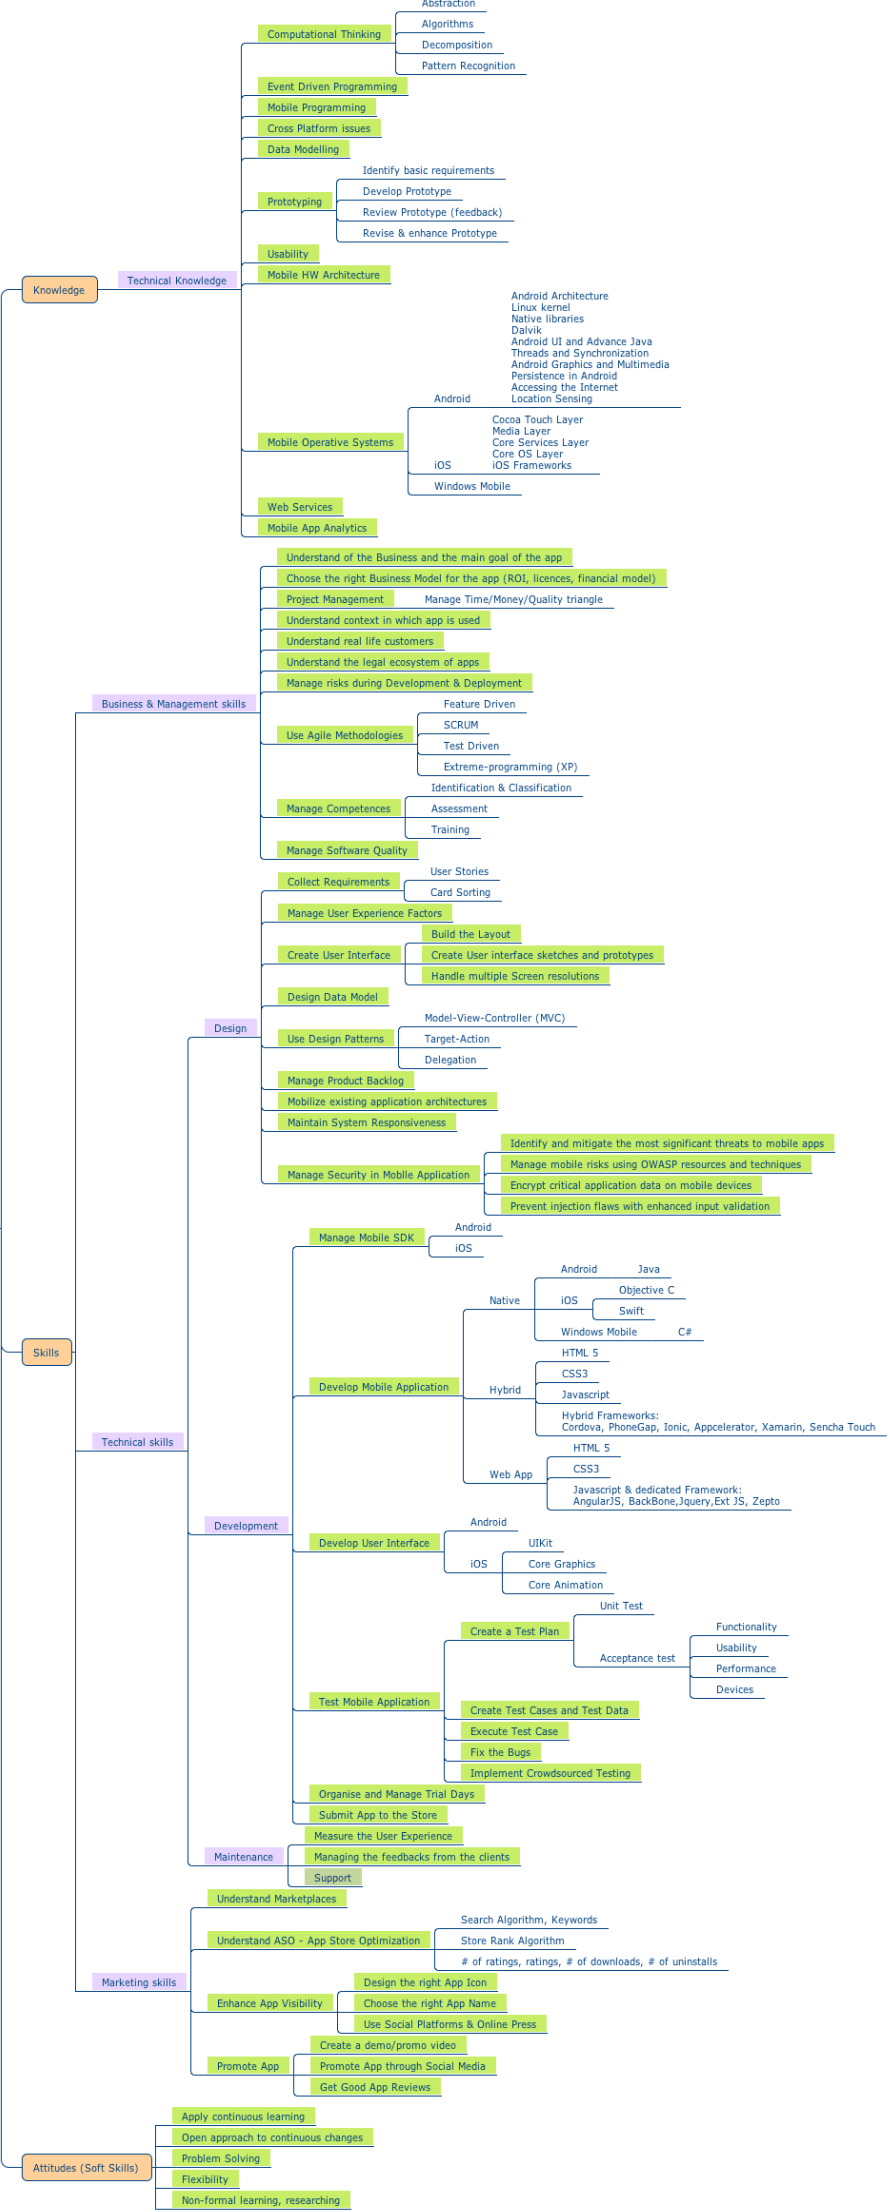 Abstraction
Computational Thinking
Algorithms
Decomposition
Pattern Recognition
Event Driven Programming
Mobile Programming
Cross Platform issues
Data Modelling
Identify basic requirements
Develop Prototype
Prototyping
Review Prototype (feedback)
Revise & enhance Prototype
Usability
Mobile HW Architecture
Technical Knowledge
Knowledge
Android Architecture
Linux kernel
Native libraries
Dalvik
Android UI and Advance Java
Threads and Synchronization
Android Graphics and Multimedia
Persistence in Android
Accessing the Internet
Android
Location Sensing
Mobile Operative Systems
Cocoa Touch Layer
Media Layer
Core Services Layer
Core OS Layer
iOS
iOS Frameworks
Windows Mobile
Web Services
Mobile App Analytics
Understand of the Business and the main goal of the app
Choose the right Business Model for the app (ROI, licences, financial model)
Project Management
Manage Time/Money/Quality triangle
Understand context in which app is used
Understand real life customers
Understand the legal ecosystem of apps
Manage risks during Development & Deployment
Business & Management skills
Feature Driven
SCRUM
Use Agile Methodologies
Test Driven
Extreme-programming (XP)
Identification & Classification
Manage Competences
Assessment
Training
Manage Software Quality
User Stories
Collect Requirements
Card Sorting
Manage User Experience Factors
Build the Layout
Create User Interface
Create User interface sketches and prototypes
Handle multiple Screen resolutions
Design Data Model
Design
Model-View-Controller (MVC)
Use Design Patterns
Target-Action
Delegation
Manage Product Backlog
Mobilize existing application architectures
Maintain System Responsiveness
Identify and mitigate the most significant threats to mobile apps
Manage mobile risks using OWASP resources and techniques
Manage Security in MobIle Application
Encrypt critical application data on mobile devices
Prevent injection flaws with enhanced input validation
Android
Manage Mobile SDK
iOS
Android
Java
Objective C
Native
iOS
Swift
Windows Mobile
C#
Skills
HTML 5
CSS3
Develop Mobile Application
Hybrid
Javascript
Hybrid Frameworks:
Cordova, PhoneGap, Ionic, Appcelerator, Xamarin, Sencha Touch
Technical skills
HTML 5
Web App
CSS3
Javascript & dedicated Framework:
AngularJS, BackBone,Jquery,Ext JS, Zepto
Development
Android
Develop User Interface
UIKit
iOS
Core Graphics
Core Animation
Unit Test
Create a Test Plan
Functionality
Usability
Acceptance test
Performance
Devices
Test Mobile Application
Create Test Cases and Test Data
Execute Test Case
Fix the Bugs
Implement Crowdsourced Testing
Organise and Manage Trial Days
Submit App to the Store
Measure the User Experience
Maintenance
Managing the feedbacks from the clients
Support
Understand Marketplaces
Search Algorithm, Keywords
Understand ASO - App Store Optimization
Store Rank Algorithm
# of ratings, ratings, # of downloads, # of uninstalls
Marketing skills
Design the right App Icon
Enhance App Visibility
Choose the right App Name
Use Social Platforms & Online Press
Create a demo/promo video
Promote App
Promote App through Social Media
Get Good App Reviews
Apply continuous learning
Open approach to continuous changes
Problem Solving
Attitudes (Soft Skills)
Flexibility
Non-formal learning, researching